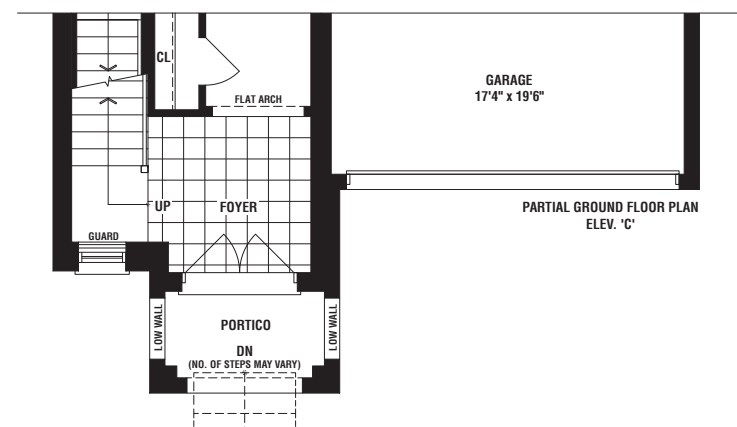 CL
GARAGE
17'4" x 19'6"
FLAT ARCH
UP
FOYER
PARTIAL GROUND FLOOR PLAN
ELEV. 'C'
GUARD
LOW WALL
PORTICO
LOW WALL
DN
(NO. OF STEPS MAY VARY)